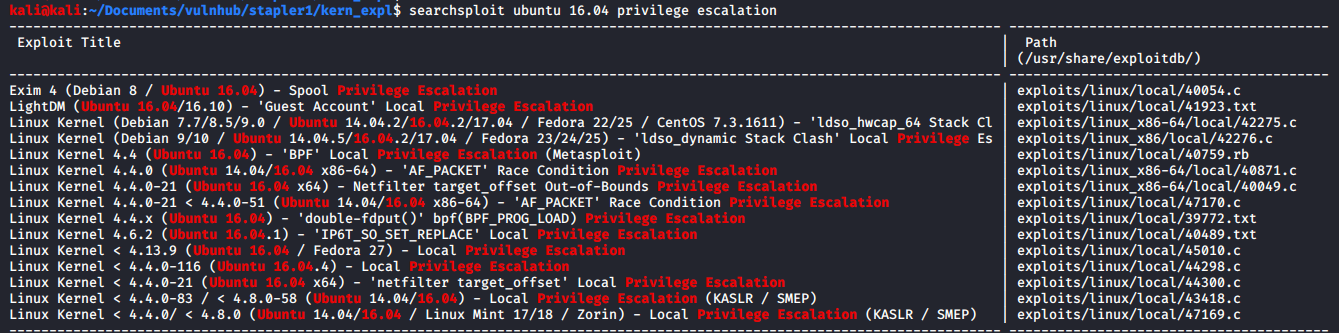 kali@kali:~/Documents/vulnhub/stapler1/kern_expl$ searchsploit ubuntu 16.04 privilege escalation
Exploit Title | Path
| (/usr/share/exploitdb/)
Exim 4 (Debian 8 / Ubuntu 16.04) - Spool Privilege Escalation | exploits/linux/local/40054.c
LightDM (Ubuntu 16.04/16.10) - 'Guest Account' Local Privilege Escalation | exploits/linux/local/41923.txt
Linux Kernel (Debian 7.7/8.5/9.0 / Ubuntu 14.04.2/16.04.2/17.04 / Fedora 22/25 / CentOS 7.3.1611) - 'ldso_hwcap_64 Stack Cl | exploits/linux_x86-64/local/42275.c
Linux Kernel (Debian 9/10 / Ubuntu 14.04.5/16.04.2/17.04 / Fedora 23/24/25) - 'ldso_dynamic Stack Clash' Local Privilege Es | exploits/linux_x86/local/42276.c
Linux Kernel 4.4 (Ubuntu 16.04) - 'BPF' Local Privilege Escalation (Metasploit) | exploits/linux/local/40759.rb
Linux Kernel 4.4.0 (Ubuntu 14.04/16.04 x86-64) - 'AF_PACKET' Race Condition Privilege Escalation | exploits/linux_x86-64/local/40871.c
Linux Kernel 4.4.0-21 (Ubuntu 16.04 x64) - Netfilter target_offset Out-of-Bounds Privilege Escalation | exploits/linux_x86-64/local/40049.c
Linux Kernel 4.4.0-21 < 4.4.0-51 (Ubuntu 14.04/16.04 x86-64) - 'AF_PACKET' Race Condition Privilege Escalation | exploits/linux/local/47170.c
Linux Kernel 4.4.x (Ubuntu 16.04) - 'double-fdput()' bpf(BPF_PROG_LOAD) Privilege Escalation | exploits/linux/local/39772.txt
Linux Kernel 4.6.2 (Ubuntu 16.04.1) - 'IP6T_SO_SET_REPLACE' Local Privilege Escalation | exploits/linux/local/40489.txt
Linux Kernel < 4.13.9 (Ubuntu 16.04 / Fedora 27) - Local Privilege Escalation | exploits/linux/local/45010.c
Linux Kernel < 4.4.0-116 (Ubuntu 16.04.4) - Local Privilege Escalation | exploits/linux/local/44298.c
Linux Kernel < 4.4.0-21 (Ubuntu 16.04 x64) - 'netfilter target_offset' Local Privilege Escalation | exploits/linux/local/44300.c
Linux Kernel < 4.4.0-83 / < 4.8.0-58 (Ubuntu 14.04/16.04) - Local Privilege Escalation (KASLR / SMEP) | exploits/linux/local/43418.c
Linux Kernel < 4.4.0/ < 4.8.0 (Ubuntu 14.04/16.04 / Linux Mint 17/18 / Zorin) - Local Privilege Escalation (KASLR / SMEP) | exploits/linux/local/47169.c